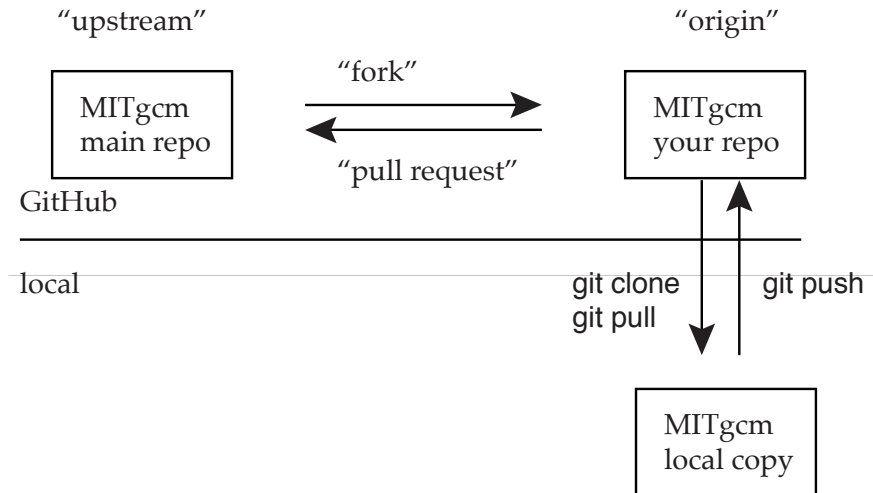 “upstream”
“origin”
“fork”
MITgcm
main repo
MITgcm
your repo
“pull request”
GitHub
local
git clone
git pull
git push
MITgcm
local copy